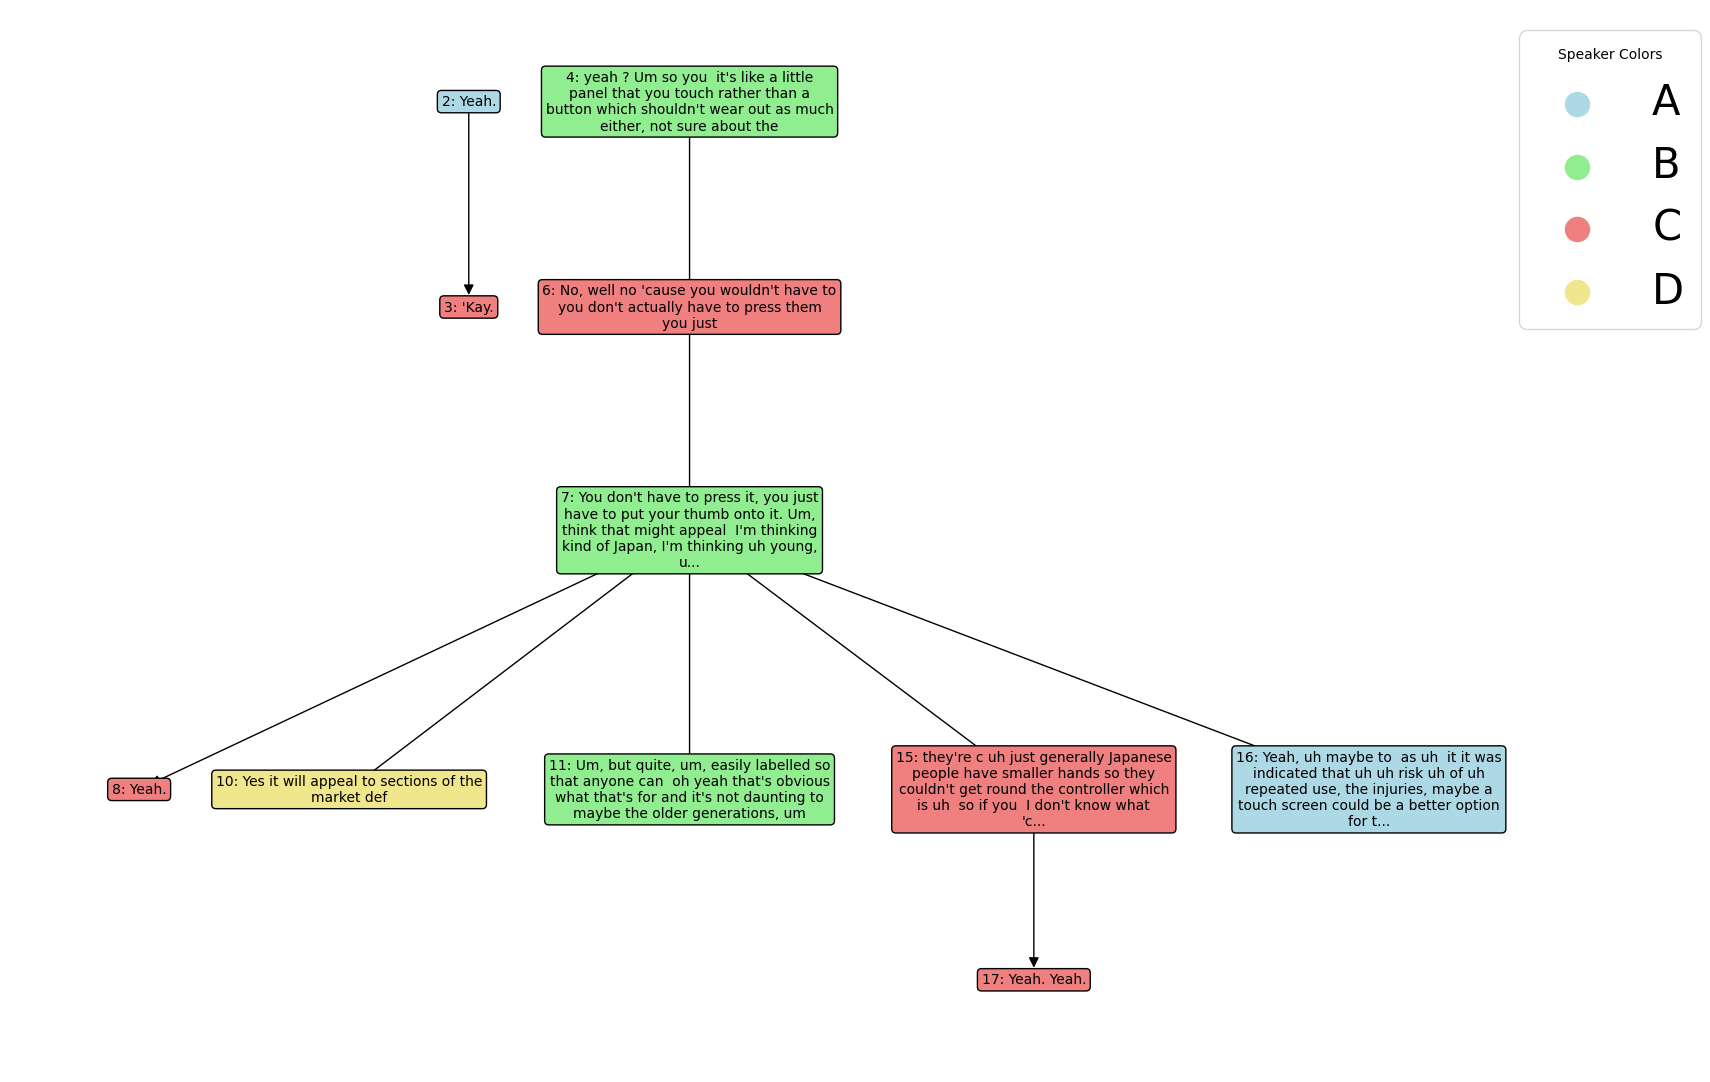 Speaker Colors
A
B
C
D
2: Yeah.
4: yeah ? Um so you  it's like a little
panel that you touch rather than a
button which shouldn't wear out as much
either, not sure about the
3: 'Kay.
6: No, well no 'cause you wouldn't have to
you don't actually have to press them
you just
7: You don't have to press it, you just
have to put your thumb onto it. Um,
think that might appeal  I'm thinking
kind of Japan, I'm thinking uh young,
u...
8: Yeah.
10: Yes it will appeal to sections of the
market def
11: Um, but quite, um, easily labelled so
that anyone can  oh yeah that's obvious
what that's for and it's not daunting to
maybe the older generations, um
15: they're c uh just generally Japanese
people have smaller hands so they
couldn't get round the controller which
is uh  so if you  I don't know what
'c...
16: Yeah, uh maybe to  as uh  it it was
indicated that uh uh risk uh of uh
repeated use, the injuries, maybe a
touch screen could be a better option
for t...
17: Yeah. Yeah.